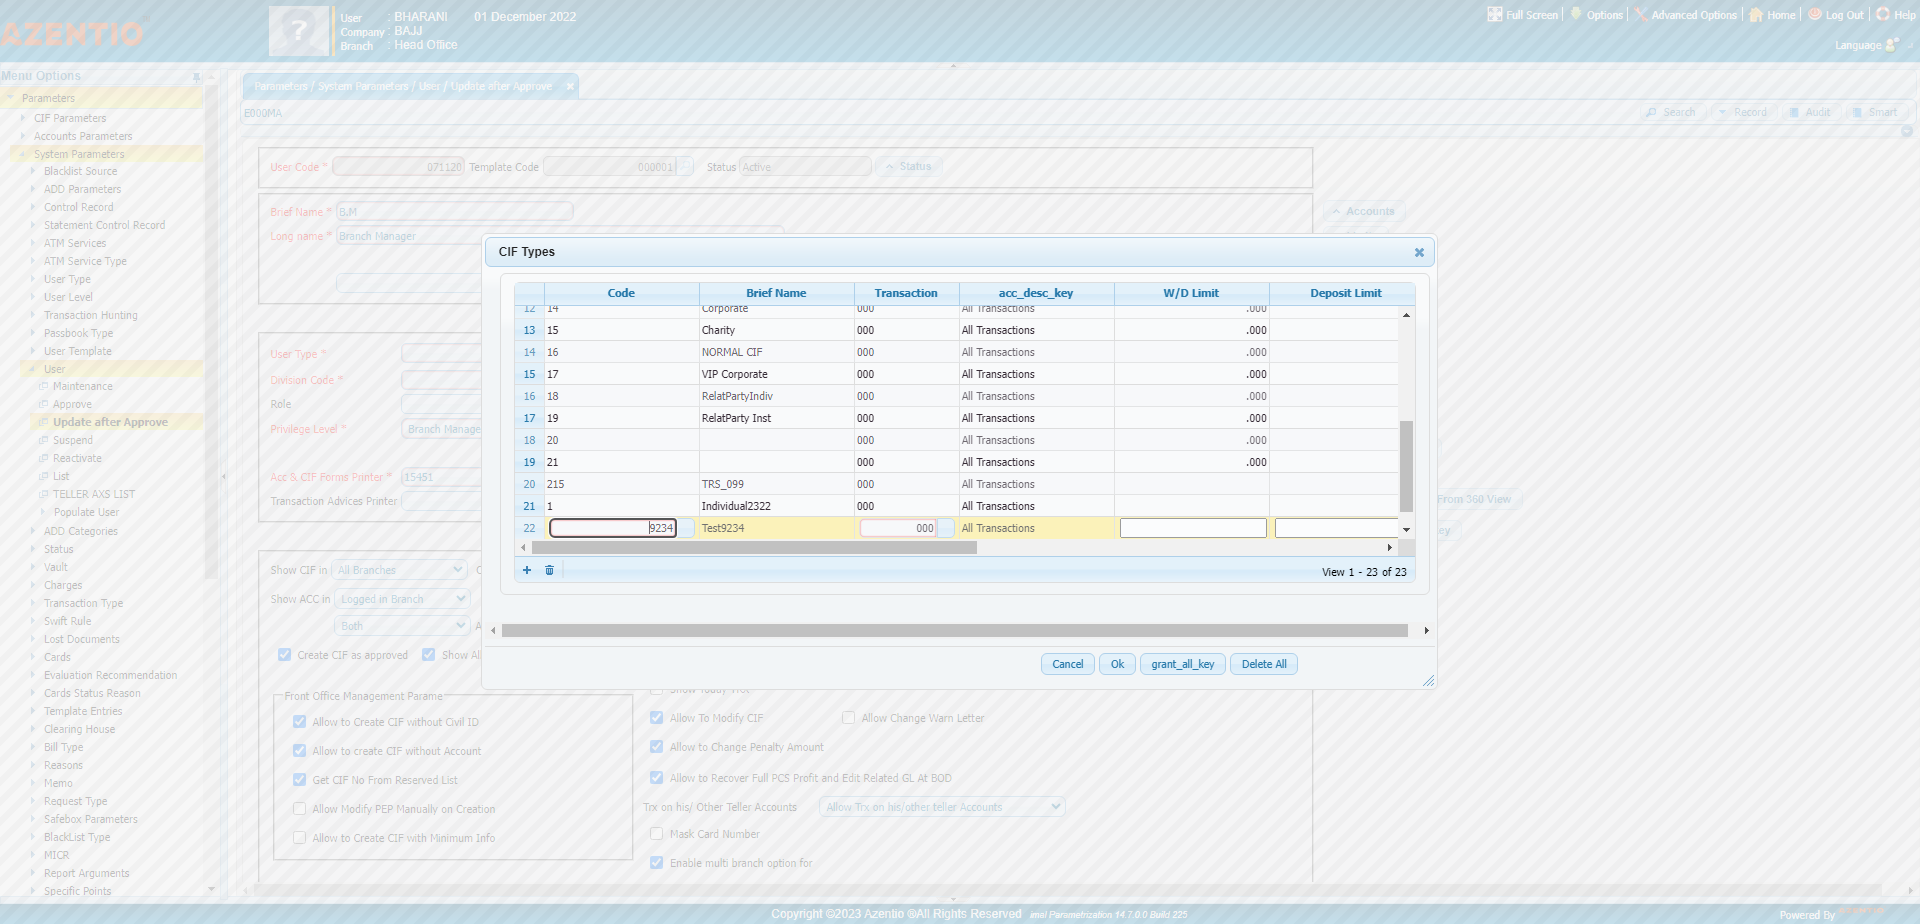 AZENTIO
User : BHARANI 01 December 2022
Company : BAJJ
Branch : Head Office
Full Screen Options Advanced Options Home Log Out Help
Language
Menu Options
Parameters
CIF Parameters
Accounts Parameters
System Parameters
Blacklist Source
ADD Parameters
Control Record
Statement Control Record
ATM Services
ATM Service Type
User Type
User Level
Transaction Hunting
Passbook Type
User Template
User
Maintenance
Approve
Update after Approve
Suspend
Reactivate
List
TELLER AXS LIST
Populate User
ADD Categories
Status
Vault
Charges
Transaction Type
Swift Rule
Lost Documents
Cards
Evaluation Recommendation
Cards Status Reason
Template Entries
Clearing House
Bill Type
Reasons
Memo
Request Type
Safebox Parameters
BlackList Type
MICR
Report Arguments
Specific Points
Parameters / System Parameters / User / Update after Approve
E000MA
Search Record Audit Smart
User Code * 071120 Template Code 000001 Status Active Status
Brief Name * B.M
Accounts
Long name * Branch Manager
User Type *
Division Code *
Role
Privilege Level * Branch Manage
Acc & CIF Forms Printer * 15451
Transaction Advices Printer
From 360 View
ey
Show CIF in All Branches
Show ACC in Logged in Branch
Both
Create CIF as approved Show All
Front Office Management Parame
Allow to Create CIF without Civil ID
Allow to create CIF without Account
Get CIF No From Reserved List
Allow Modify PEP Manually on Creation
Allow to Create CIF with Minimum Info
Allow To Modify CIF Allow Change Warn Letter
Allow to Change Penalty Amount
Allow to Recover Full PCS Profit and Edit Related GL At BOD
Trx on his/ Other Teller Accounts Allow Trx on his/other teller Accounts
Mask Card Number
Enable multi branch option for
CIF Types
Code Brief Name Transaction acc_desc_key W/D Limit Deposit Limit
12 14 Corporate 000 All Transactions .000
13 15 Charity 000 All Transactions .000
14 16 NORMAL CIF 000 All Transactions .000
15 17 VIP Corporate 000 All Transactions .000
16 18 RelatPartyIndiv 000 All Transactions .000
17 19 RelatParty Inst 000 All Transactions .000
18 20 000 All Transactions .000
19 21 000 All Transactions .000
20 215 TRS_099 000 All Transactions
21 1 Individual2322 000 All Transactions
22 9234 Test9234 000 All Transactions
View 1 - 23 of 23
Cancel Ok grant_all_key Delete All
Copyright ©2023 Azentio ®All Rights Reserved imal Parametrization 14.7.0.0 Build 225
Powered By